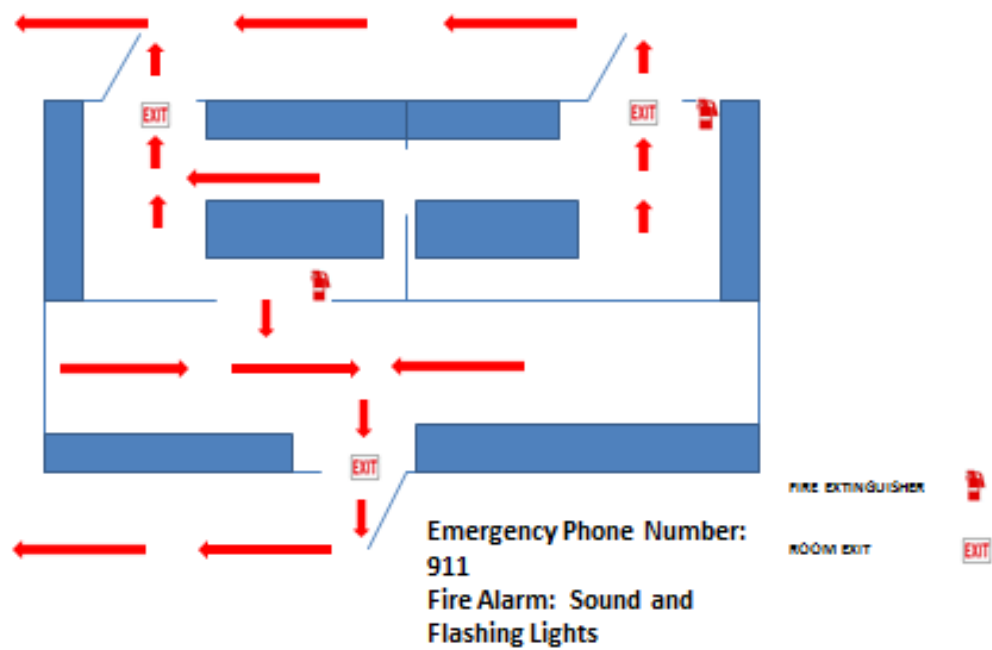 EXIT
EXIT
EXIT
FIRE EXTINGUISHER
Emergency Phone Number:
911
Fire Alarm: Sound and
Flashing Lights
ROOM EXIT
EXIT